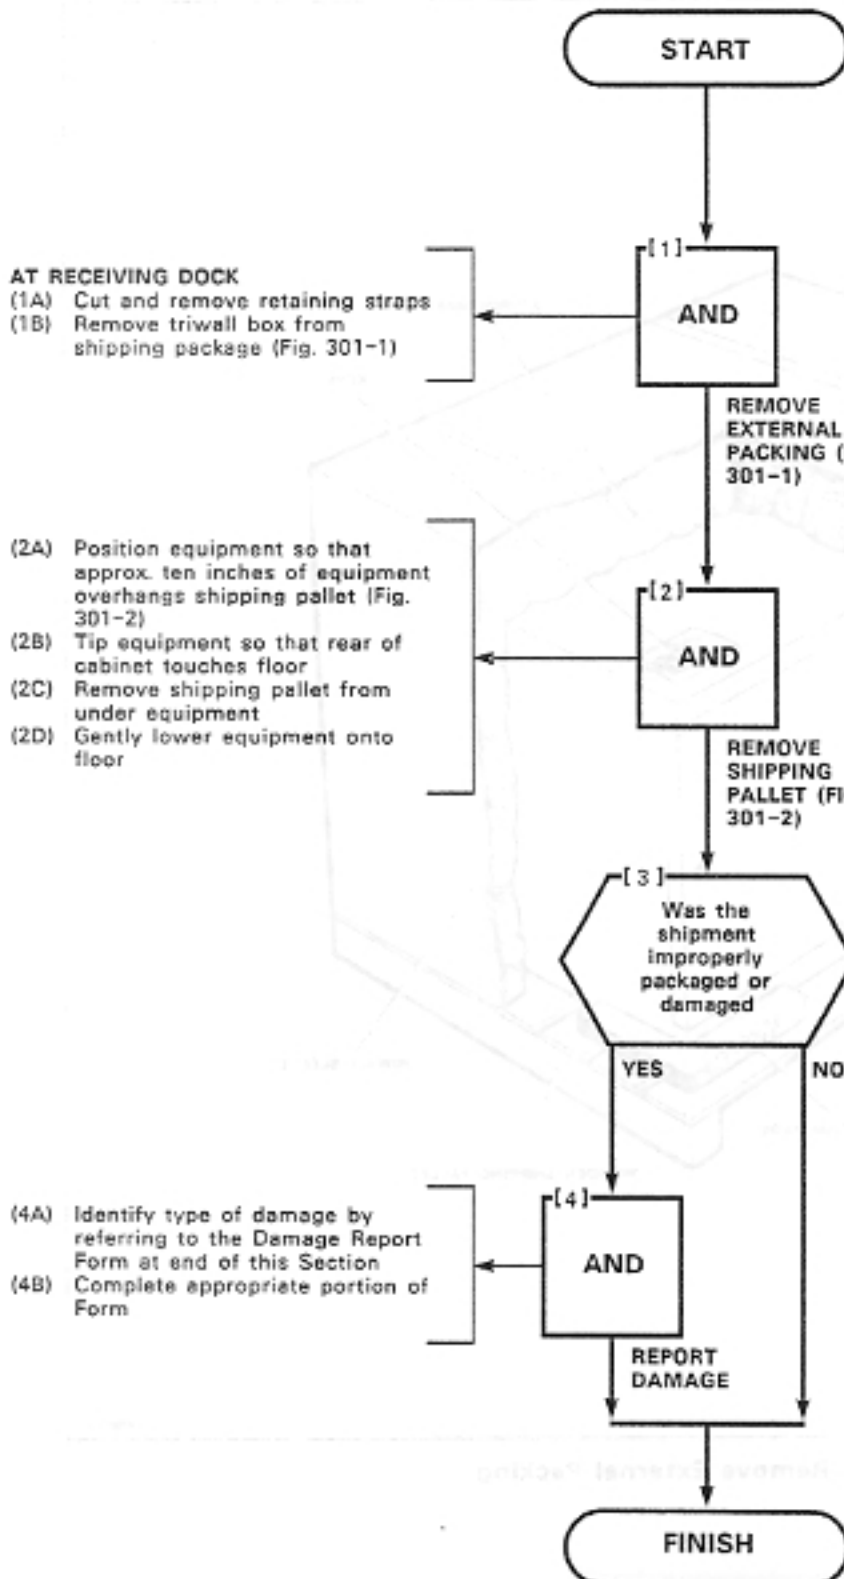 START
[1]
AND
AT RECEIVING DOCK
(1A) Cut and remove retaining straps
(1B) Remove triwall box from
shipping package (Fig. 301-1)
REMOVE
EXTERNAL
PACKING (
301-1)
(2A) Position equipment so that
approx. ten inches of equipment
overhangs shipping pallet (Fig.
301-2)
(2B) Tip equipment so that rear of
cabinet touches floor
(2C) Remove shipping pallet from
under equipment
(2D) Gently lower equipment onto
floor
[2]
AND
REMOVE
SHIPPING
PALLET (FI
301-2)
[3]
Was the
shipment
improperly
packaged or
damaged
YES
NO
(4A) Identify type of damage by
referring to the Damage Report
Form at end of this Section
(4B) Complete appropriate portion of
Form
[4]
AND
REPORT
DAMAGE
Remove External Packing
FINISH